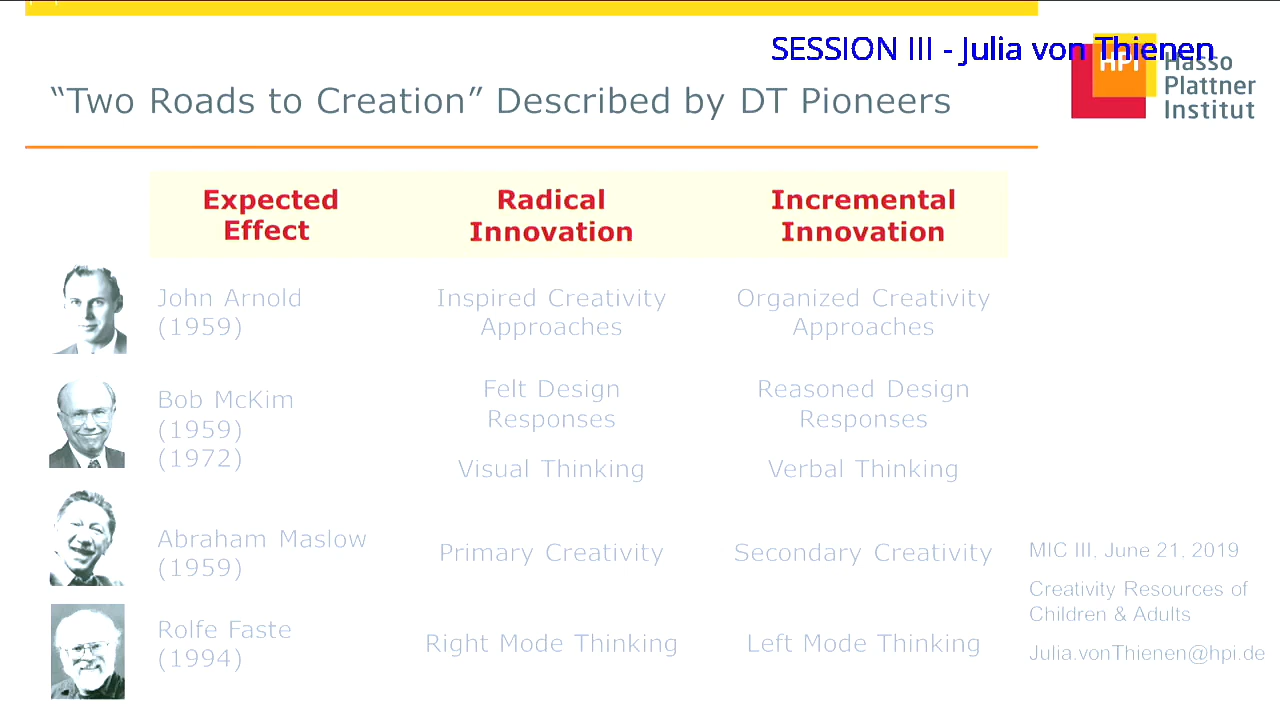 SESSION III - Julia von Thienen
HPI Hasso
Plattner
Institut
“Two Roads to Creation” Described by DT Pioneers
Expected Effect
Radical Innovation
Incremental Innovation
John Arnold
(1959)
Inspired Creativity
Approaches
Organized Creativity
Approaches
Bob McKim
(1959)
(1972)
Felt Design
Responses
Reasoned Design
Responses
Visual Thinking
Verbal Thinking
Abraham Maslow
(1959)
Primary Creativity
Secondary Creativity
Rolfe Faste
(1994)
Right Mode Thinking
Left Mode Thinking
MIC III, June 21, 2019
Creativity Resources of
Children & Adults
Julia.vonThienen@hpi.de